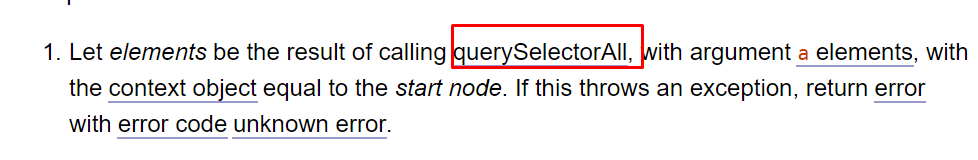 1. Let elements be the result of calling querySelectorAll, with argument a elements, with
the context object equal to the start node. If this throws an exception, return error
with error code unknown error.